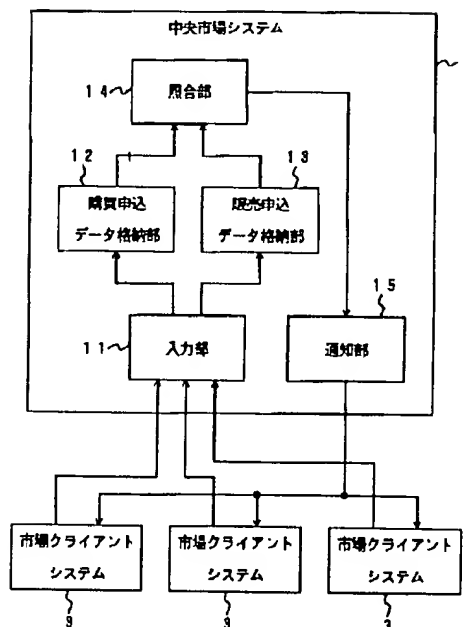 中央市場システム
14
照合部
12
13
購買申込
データ格納部
販売申込
データ格納部
15
11
入力部
通知部
市場クライアント
システム
市場クライアント
システム
市場クライアント
システム
3
3
3